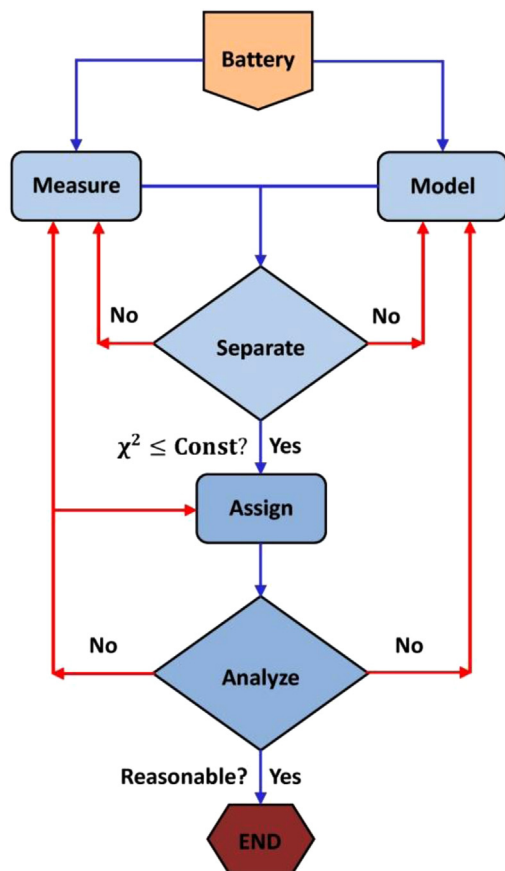 Battery
Measure
Model
No
No
Separate
χ² ≤ Const?
Yes
Assign
No
No
Analyze
Reasonable?
Yes
END